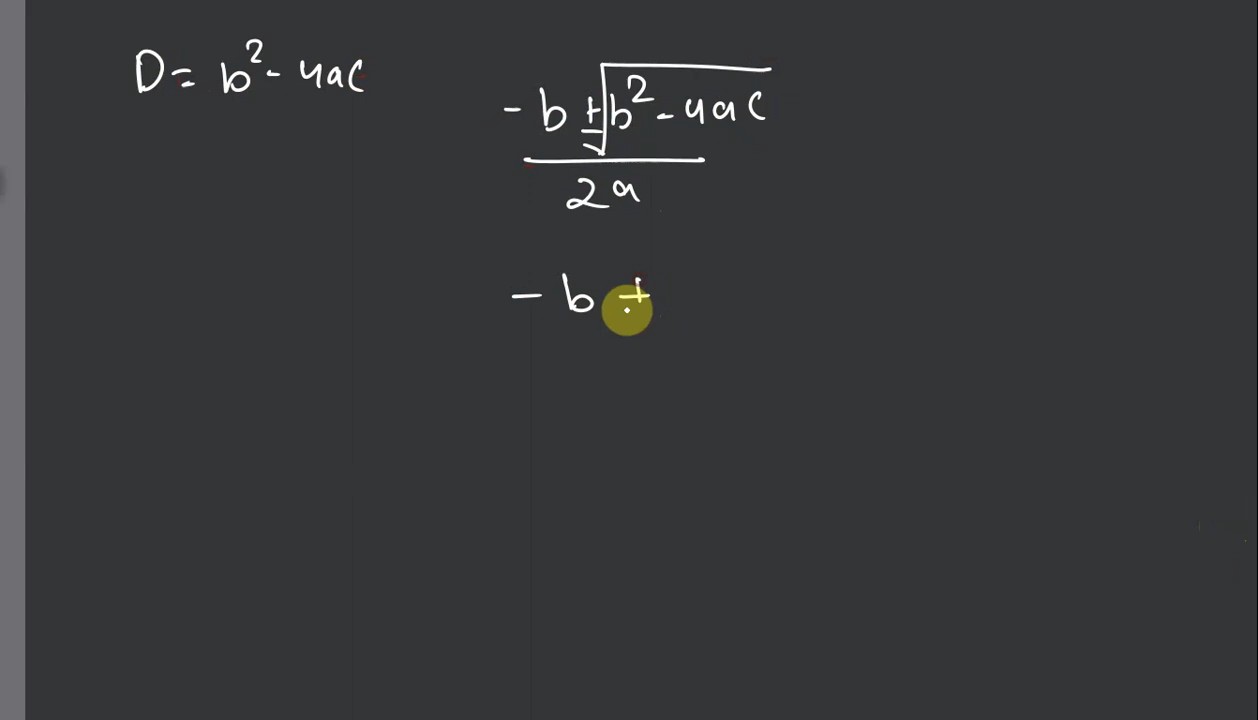 D = b² - 4ac
-b ± √b² - 4ac
2a
- b +